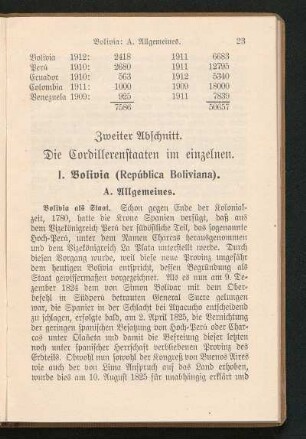 Bolivia: A. Allgemeines. 23
Bolivia 1912: 2418 1911 6683
Perú 1910: 2680 1911 12795
Ecuador 1910: 563 1912 5340
Colombia 1911: 1000 1909 18000
Venezuela 1909: 925 1911 7839
7586 50657
Zweiter Abschnitt.
Die Cordillerenstaaten im einzelnen.
I. Bolivia (República Boliviana).
A. Allgemeines.
Bolivia als Staat. Schon gegen Ende der Kolonial-
zeit, 1780, hatte die Krone Spanien verfügt, daß aus
dem Vizekönigreich Perú der südöstliche Teil, das sogenannte
Hoch-Perú, unter dem Namen Charcas herausgenommen
und dem Vizekönigreich La Plata unterstellt werde. Durch
diesen Vorgang wurde, weil diese neue Provinz ungefähr
dem heutigen Bolivia entspricht, dessen Begründung als
Staat gewissermaßen vorgezeichnet. Als es nun am 9. De-
zember 1824 dem von Simon Bolivar mit dem Ober-
befehl in Südperú betrauten General Sucre gelungen
war, die Spanier in der Schlacht bei Ayacucho entscheidend
zu schlagen, erfolgte bald, am 2. April 1825, die Vernichtung
der geringen spanischen Besatzung von Hoch-Perú oder Char-
cas unter Olañeta und damit die Befreiung dieser letzten
noch unter spanischer Herrschaft verbliebenen Provinz des
Erdteils. Obwohl nun sowohl der Kongreß von Buenos Aires
wie auch der von Lima Anspruch auf das Land erhoben,
wurde dies am 10. August 1825 für unabhängig erklärt und